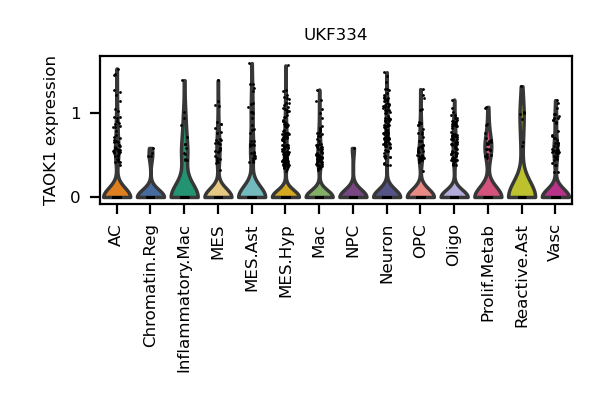 UKF334
TAOK1 expression
1
0
AC
Chromatin.Reg
Inflammatory.Mac
MES
MES.Ast
MES.Hyp
Mac
NPC
Neuron
OPC
Oligo
Prolif.Metab
Reactive.Ast
Vasc